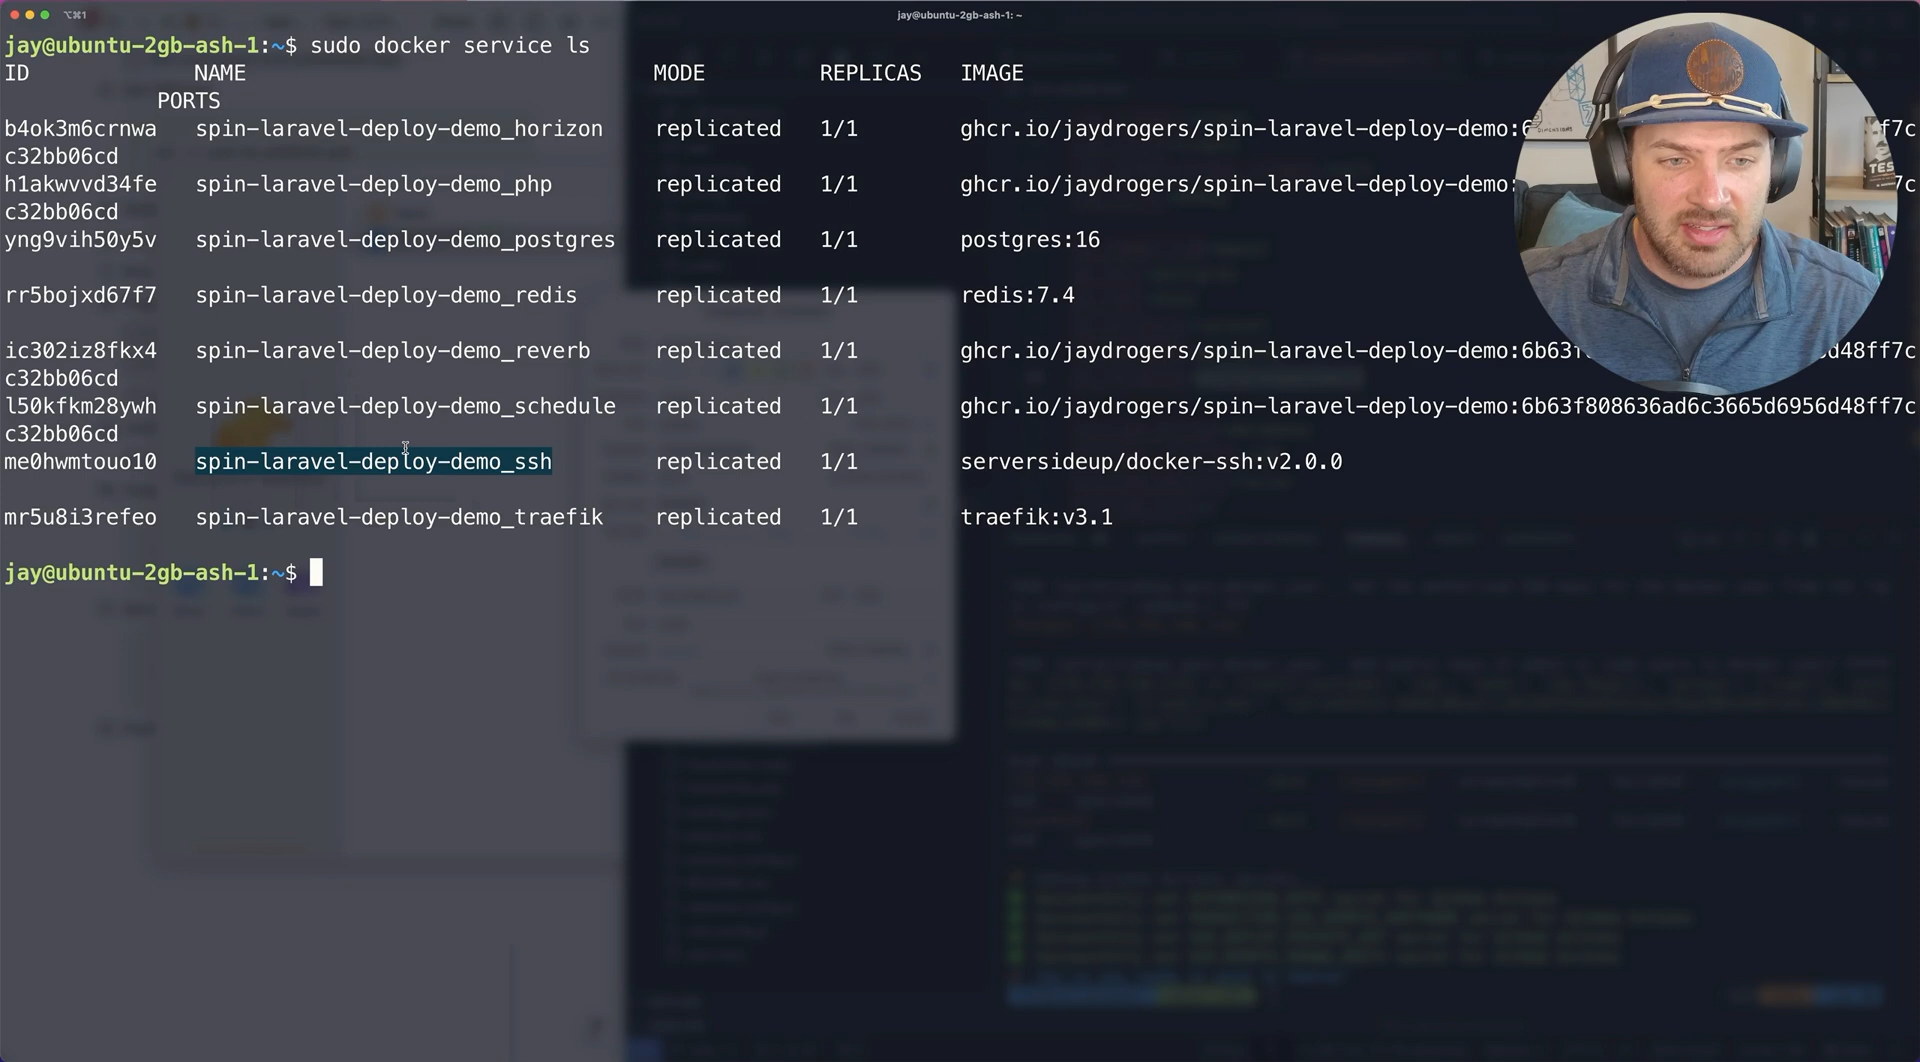 ⌥⌘1
jay@ubuntu-2gb-ash-1: ~
jay@ubuntu-2gb-ash-1:~$ sudo docker service ls
ID NAME MODE REPLICAS IMAGE
PORTS
b4ok3m6crnwa spin-laravel-deploy-demo_horizon replicated 1/1 ghcr.io/jaydrogers/spin-laravel-deploy-demo:6 f7c
c32bb06cd
h1akwvvd34fe spin-laravel-deploy-demo_php replicated 1/1 ghcr.io/jaydrogers/spin-laravel-deploy-demo: 7c
c32bb06cd
yng9vih50y5v spin-laravel-deploy-demo_postgres replicated 1/1 postgres:16
rr5bojxd67f7 spin-laravel-deploy-demo_redis replicated 1/1 redis:7.4
ic302iz8fkx4 spin-laravel-deploy-demo_reverb replicated 1/1 ghcr.io/jaydrogers/spin-laravel-deploy-demo:6b63f d48ff7c
c32bb06cd
l50kfkm28ywh spin-laravel-deploy-demo_schedule replicated 1/1 ghcr.io/jaydrogers/spin-laravel-deploy-demo:6b63f808636ad6c3665d6956d48ff7c
c32bb06cd
me0hwmtouo10 spin-laravel-deploy-demo_ssh replicated 1/1 serversideup/docker-ssh:v2.0.0
mr5u8i3refeo spin-laravel-deploy-demo_traefik replicated 1/1 traefik:v3.1
jay@ubuntu-2gb-ash-1:~$